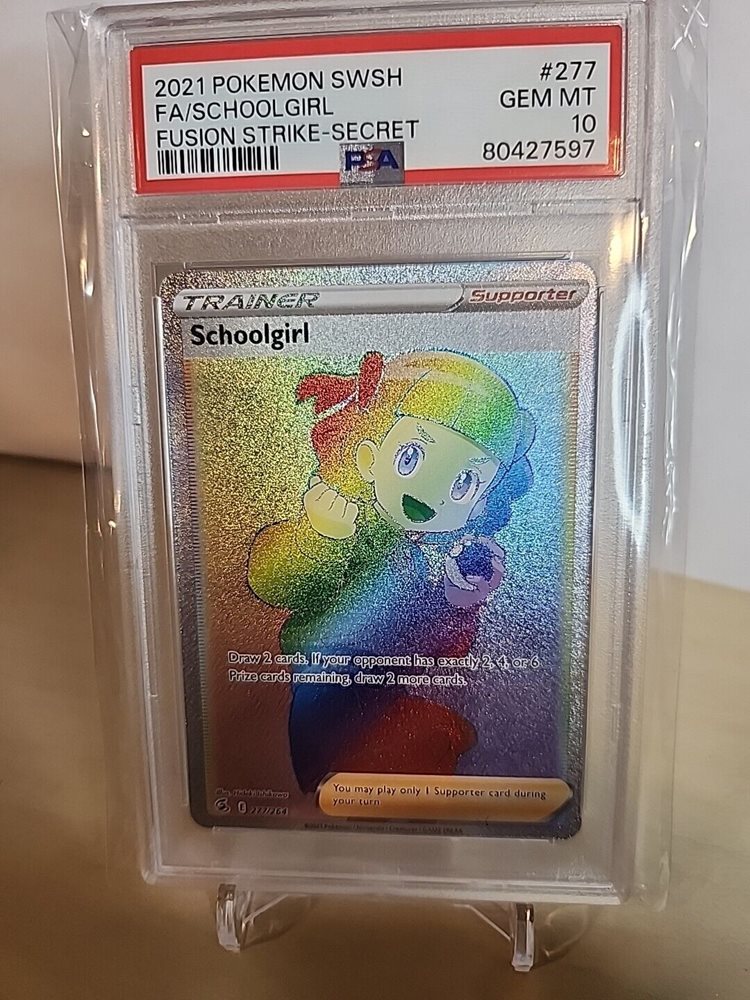 2021 POKEMON SWSH #277
FA/SCHOOLGIRL GEM MT
FUSION STRIKE-SECRET 10
PSA 80427597
TRAINER Supporter
Schoolgirl
Draw 2 cards. If your opponent has exactly 2, 4, or 6
Prize cards remaining, draw 2 more cards.
You may play only 1 Supporter card during
your turn
277/264